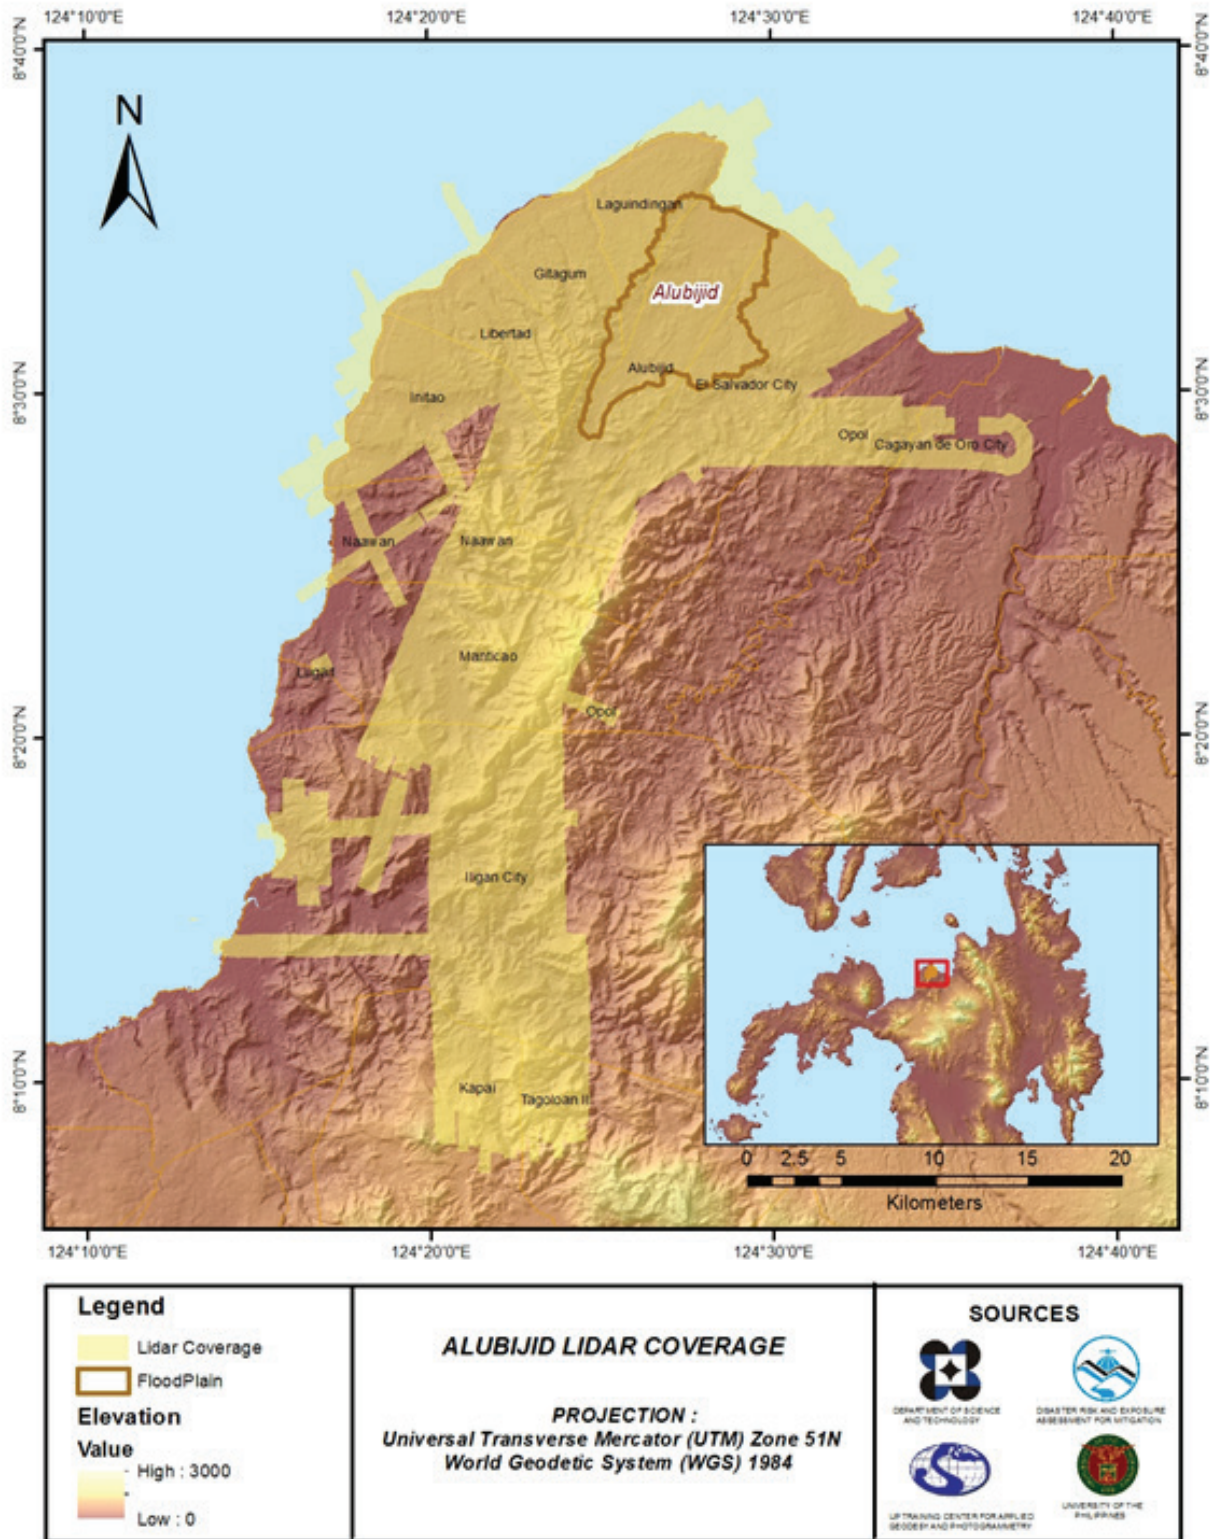 124°10'0"E 124°20'0"E 124°30'0"E 124°40'0"E
8°40'0"N 8°40'0"N
N
Laguindingan
Gitagum
Alubijid
Libertad
Alubijid
El Salvador City
8°30'0"N 8°30'0"N
Initao
Opol
Cagayan de Oro City
Naawan Naawan
Manticao
Lugait
Opol
8°20'0"N 8°20'0"N
Iligan City
8°10'0"N 8°10'0"N
Kapai
Tagoloan II
0 2.5 5 10 15 20
Kilometers
124°10'0"E 124°20'0"E 124°30'0"E 124°40'0"E
Legend
Lidar Coverage
FloodPlain
Elevation
Value
High : 3000
Low : 0
ALUBIJID LIDAR COVERAGE
PROJECTION :
Universal Transverse Mercator (UTM) Zone 51N
World Geodetic System (WGS) 1984
SOURCES
DEPARTMENT OF SCIENCE
AND TECHNOLOGY
DISASTER RISK AND EXPOSURE
ASSESSMENT FOR MITIGATION
UP TRAINING CENTER FOR APPLIED
GEODESY AND PHOTOGRAMMETRY
UNIVERSITY OF THE
PHILIPPINES